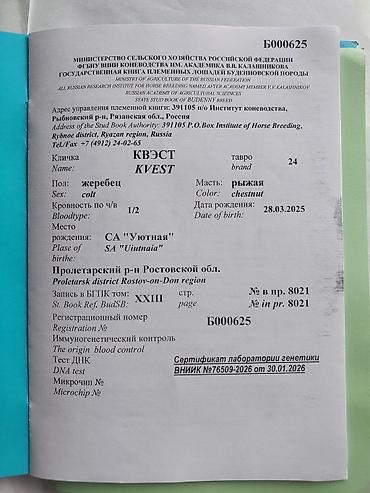 Б000625
МИНИСТЕРСТВО СЕЛЬСКОГО ХОЗЯЙСТВА РОССИЙСКОЙ ФЕДЕРАЦИИ
ФГБНУ ВНИИ КОНЕВОДСТВА ИМ. АКАДЕМИКА В.В. КАЛАШНИКОВА
ГОСУДАРСТВЕННАЯ КНИГА ПЛЕМЕННЫХ ЛОШАДЕЙ БУДЕННОВСКОЙ ПОРОДЫ
MINISTRY OF AGRICULTURE OF THE RUSSIAN FEDERATION
ALL RUSSIAN RESEARCH INSTITUT FOR HORSE BREEDING NAMED AFTER ACADEMY MEMBER V.V. KALASHNIKOV
RUSSIAN ACADEMY OF AGRICULTURAL SCIENCES
STATE STUD BOOK OF BUDENNY BREED
Адрес управления племенной книги: 391105 п/о Институт коневодства,
Рыбновский р-н, Рязанская обл., Россия
Address of the Stud Book Authority: 391105 P.O.Box Institute of Horse Breeding,
Rybnoe district, Ryazan region, Russia
Tel./Fax +7 (4912) 24-02-65
Кличка КВЭСТ тавро 24
Name: KVEST brand
Пол: жеребец Масть: рыжая
Sex: colt Color: chestnut
Кровность по ч/в 1/2 Дата рождения: 28.03.2025
Bloodtype: Date of birth:
Место
рождения: СА "Уютная"
Plase of SA "Uiutnaia"
birthe:
Пролетарский р-н Ростовской обл.
Proletarsk district Rostov-on-Don region
Запись в БГПК том: XXIII стр. № в пр. 8021
St. Book Ref. BudSB: page № in pr. 8021
Регистрационный номер Б000625
Registration №
Иммуногенетический контроль
The origin blood control
Тест ДНК Сертификат лаборатории генетики
DNA test ВНИИК №76509-2026 от 30.01.2026
Микрочип №
Microchip №